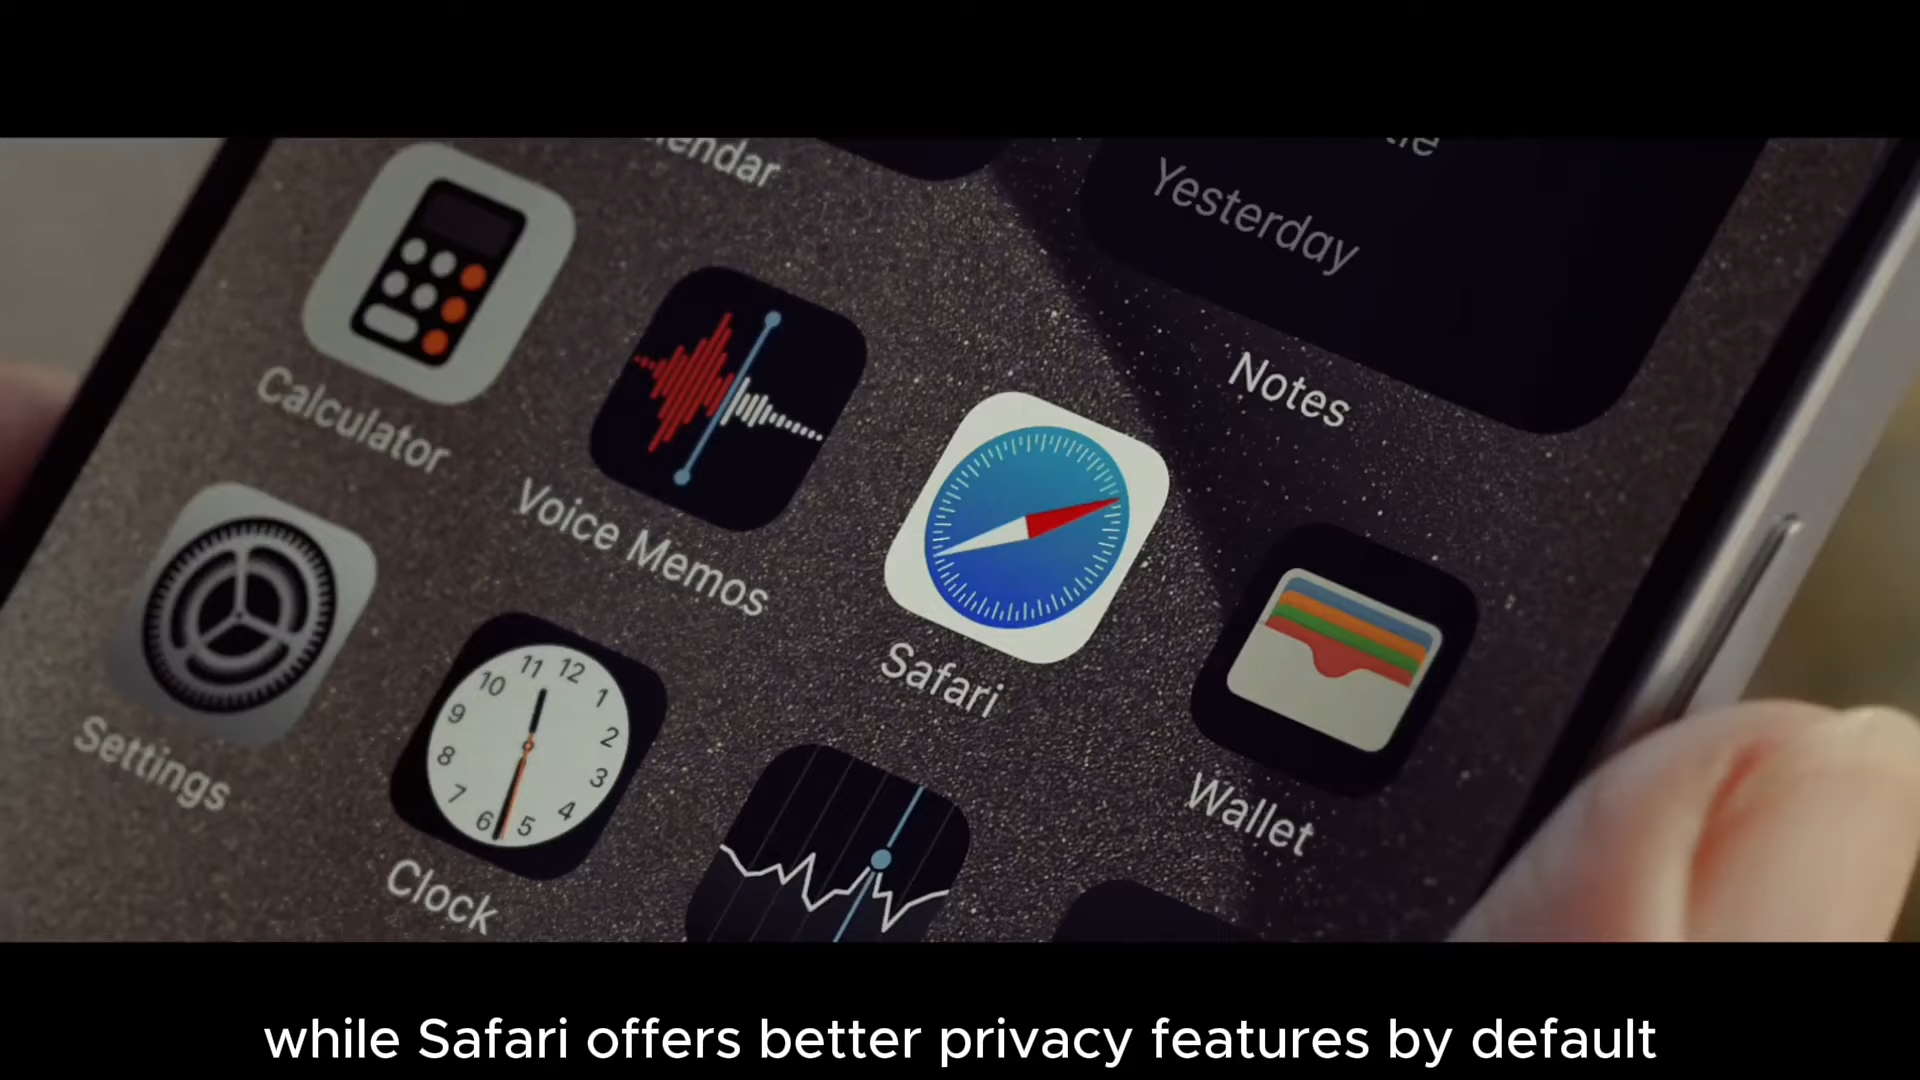 Yesterday
Notes
Calculator
Voice Memos
Safari
Wallet
Settings
11 12 1
10 2
9 3
8 4
7 6 5
Clock
while Safari offers better privacy features by default